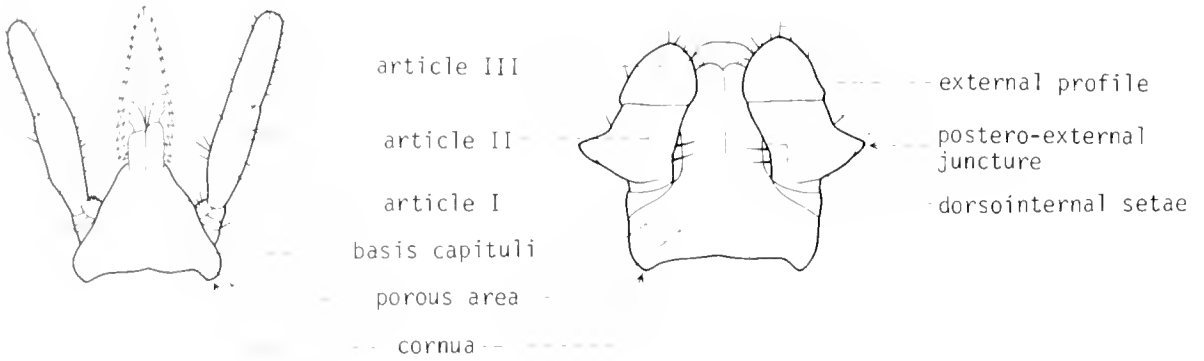 article III
article II
article I
basis capituli
porous area
cornua
external profile
postero-external
juncture
dorsointernal setae